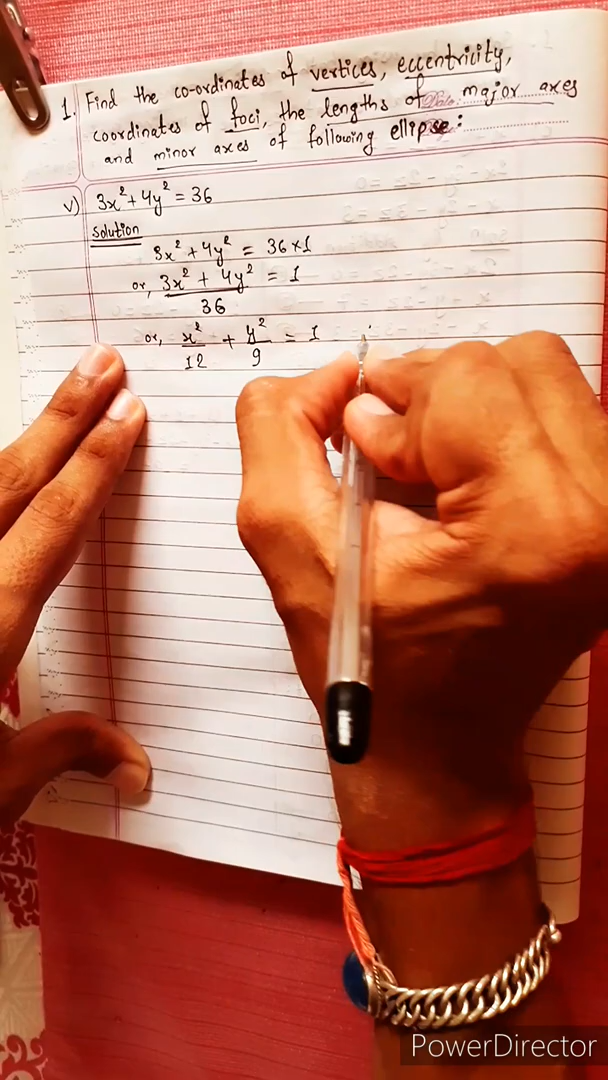 1. Find the co-ordinates of vertices, eccentricity,
coordinates of foci, the lengths of major axes
and minor axes of following ellipse:
v) 3x² + 4y² = 36
solution
3x² + 4y² = 36 × 1
or, 3x² + 4y² / 36 = 1
or, x²/12 + y²/9 = 1
PowerDirector